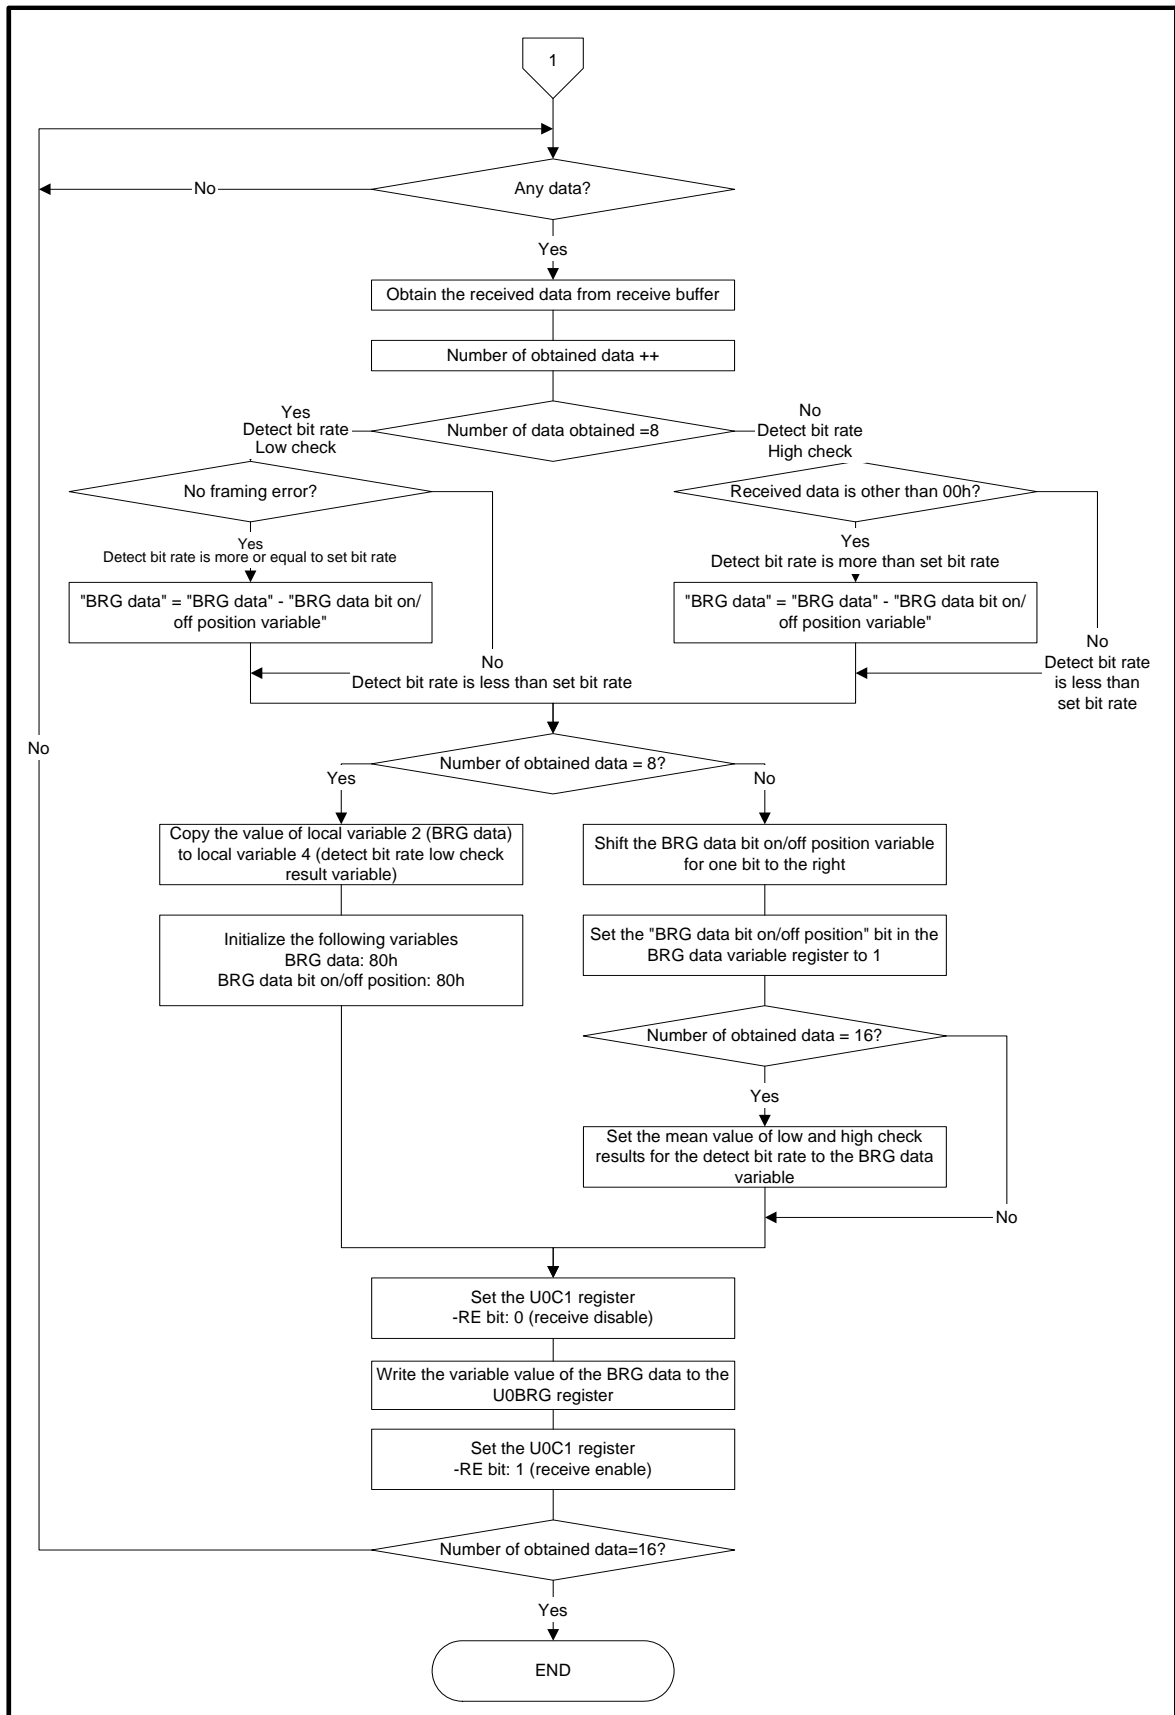 1
Any data?
No
Yes
Obtain the received data from receive buffer
Number of obtained data ++
Number of data obtained =8
Yes
Detect bit rate
Low check
No
Detect bit rate
High check
No framing error?
Received data is other than 00h?
Yes
Detect bit rate is more or equal to set bit rate
Yes
Detect bit rate is more than set bit rate
"BRG data" = "BRG data" - "BRG data bit on/
off position variable"
"BRG data" = "BRG data" - "BRG data bit on/
off position variable"
No
Detect bit rate is less than set bit rate
No
Detect bit rate
is less than
set bit rate
No
Number of obtained data = 8?
Yes
No
Copy the value of local variable 2 (BRG data)
to local variable 4 (detect bit rate low check
result variable)
Shift the BRG data bit on/off position variable
for one bit to the right
Initialize the following variables
BRG data: 80h
BRG data bit on/off position: 80h
Set the "BRG data bit on/off position" bit in the
BRG data variable register to 1
Number of obtained data = 16?
Yes
Set the mean value of low and high check
results for the detect bit rate to the BRG data
variable
No
Set the U0C1 register
-RE bit: 0 (receive disable)
Write the variable value of the BRG data to the
U0BRG register
Set the U0C1 register
-RE bit: 1 (receive enable)
Number of obtained data=16?
Yes
END